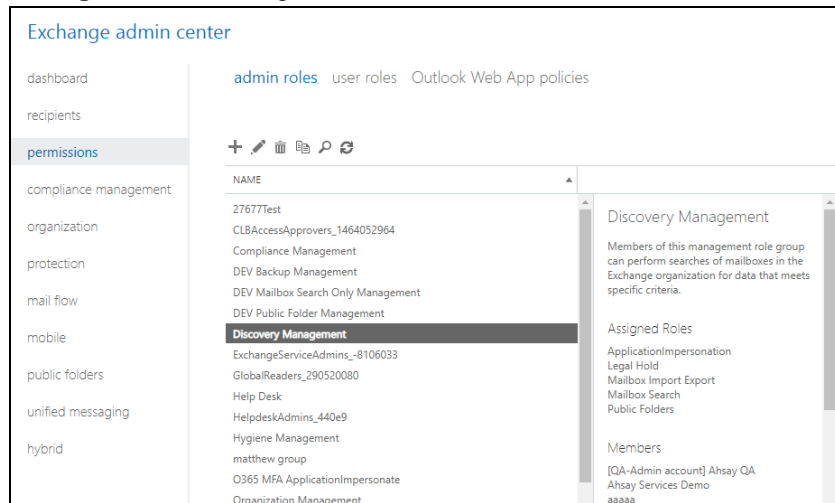 Exchange admin center
dashboard
recipients
permissions
compliance management
organization
protection
mail flow
mobile
public folders
unified messaging
hybrid
admin roles user roles Outlook Web App policies
NAME
27677Test
CLBAccessApprovers_1464052964
Compliance Management
DEV Backup Management
DEV Mailbox Search Only Management
DEV Public Folder Management
Discovery Management
ExchangeServiceAdmins_-8106033
GlobalReaders_290520080
Help Desk
HelpdeskAdmins_440e9
Hygiene Management
matthew group
O365 MFA ApplicationImpersonate
Organization Management
Discovery Management
Members of this management role group
can perform searches of mailboxes in the
Exchange organization for data that meets
specific criteria.
Assigned Roles
ApplicationImpersonation
Legal Hold
Mailbox Import Export
Mailbox Search
Public Folders
Members
[QA-Admin account] Ahsay QA
Ahsay Services Demo
aaaaa